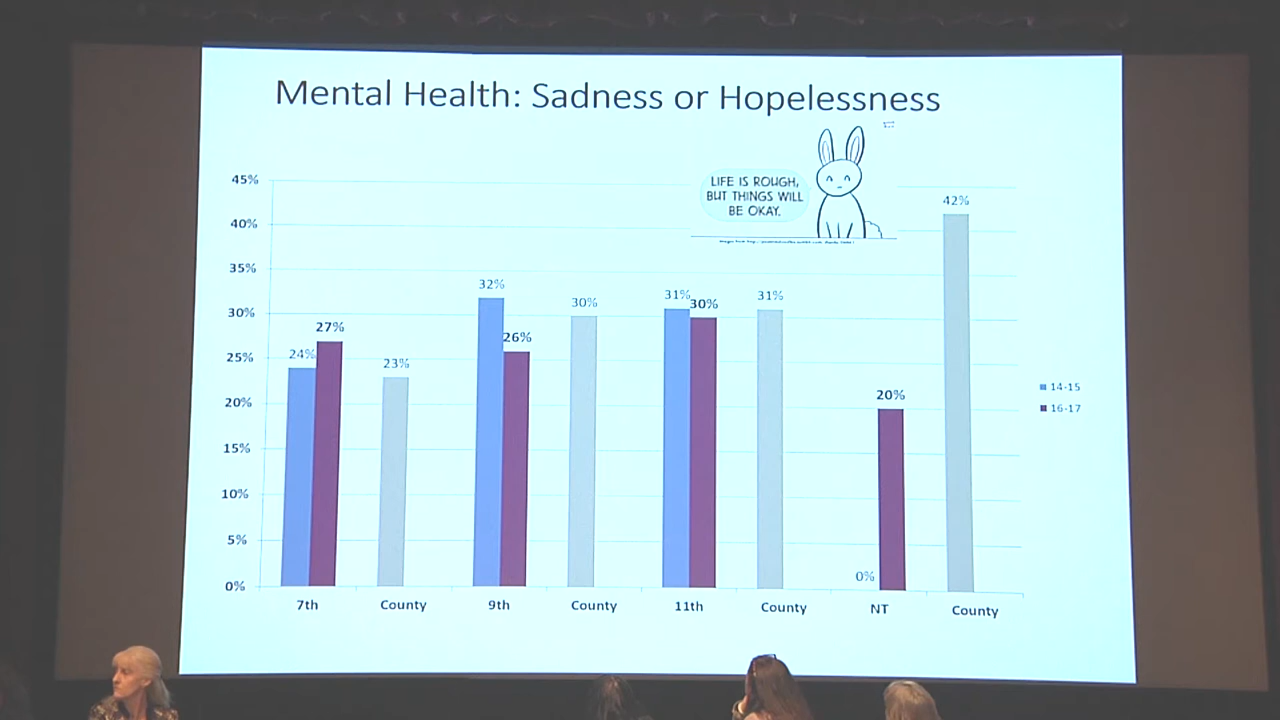 Mental Health: Sadness or Hopelessness
LIFE IS ROUGH,
BUT THINGS WILL
BE OKAY.
45%
40%
35%
30%
25%
20%
15%
10%
5%
0%
24%
27%
23%
32%
26%
30%
31%
30%
31%
0%
20%
42%
7th
County
9th
County
11th
County
NT
County
14-15
16-17